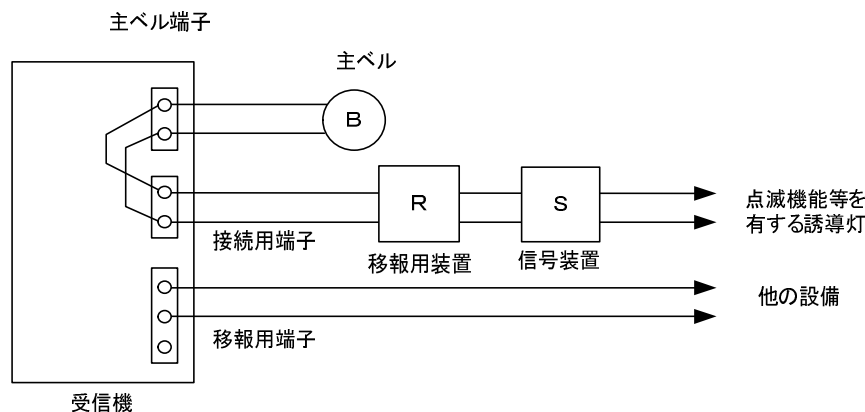 主ベル端子
主ベル
B
R
S
点滅機能等を
有する誘導灯
接続用端子
移報用装置
信号装置
他の設備
移報用端子
受信機